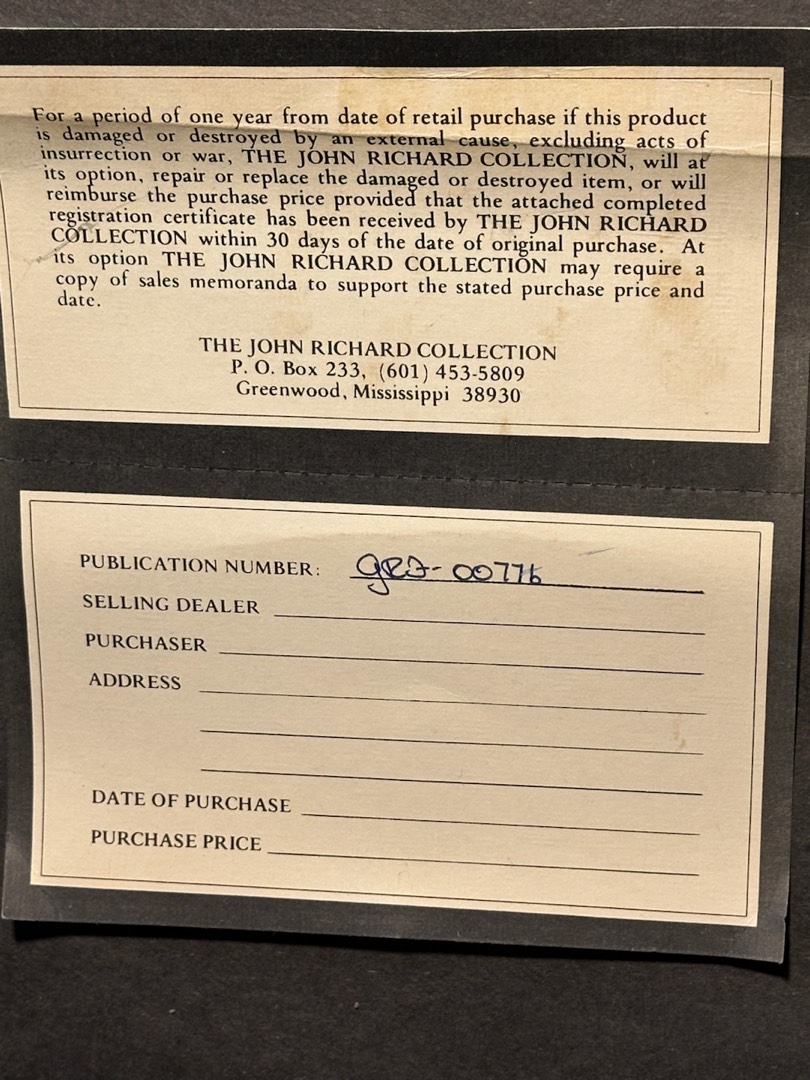 For a period of one year from date of retail purchase if this product
is damaged or destroyed by an external cause, excluding acts of
insurrection or war, THE JOHN RICHARD COLLECTION, will at
its option, repair or replace the damaged or destroyed item, or will
reimburse the purchase price provided that the attached completed
registration certificate has been received by THE JOHN RICHARD
COLLECTION within 30 days of the date of original purchase. At
its option THE JOHN RICHARD COLLECTION may require a
copy of sales memoranda to support the stated purchase price and
date.
THE JOHN RICHARD COLLECTION
P. O. Box 233, (601) 453-5809
Greenwood, Mississippi 38930
PUBLICATION NUMBER:
SELLING DEALER
PURCHASER
ADDRESS
DATE OF PURCHASE
PURCHASE PRICE